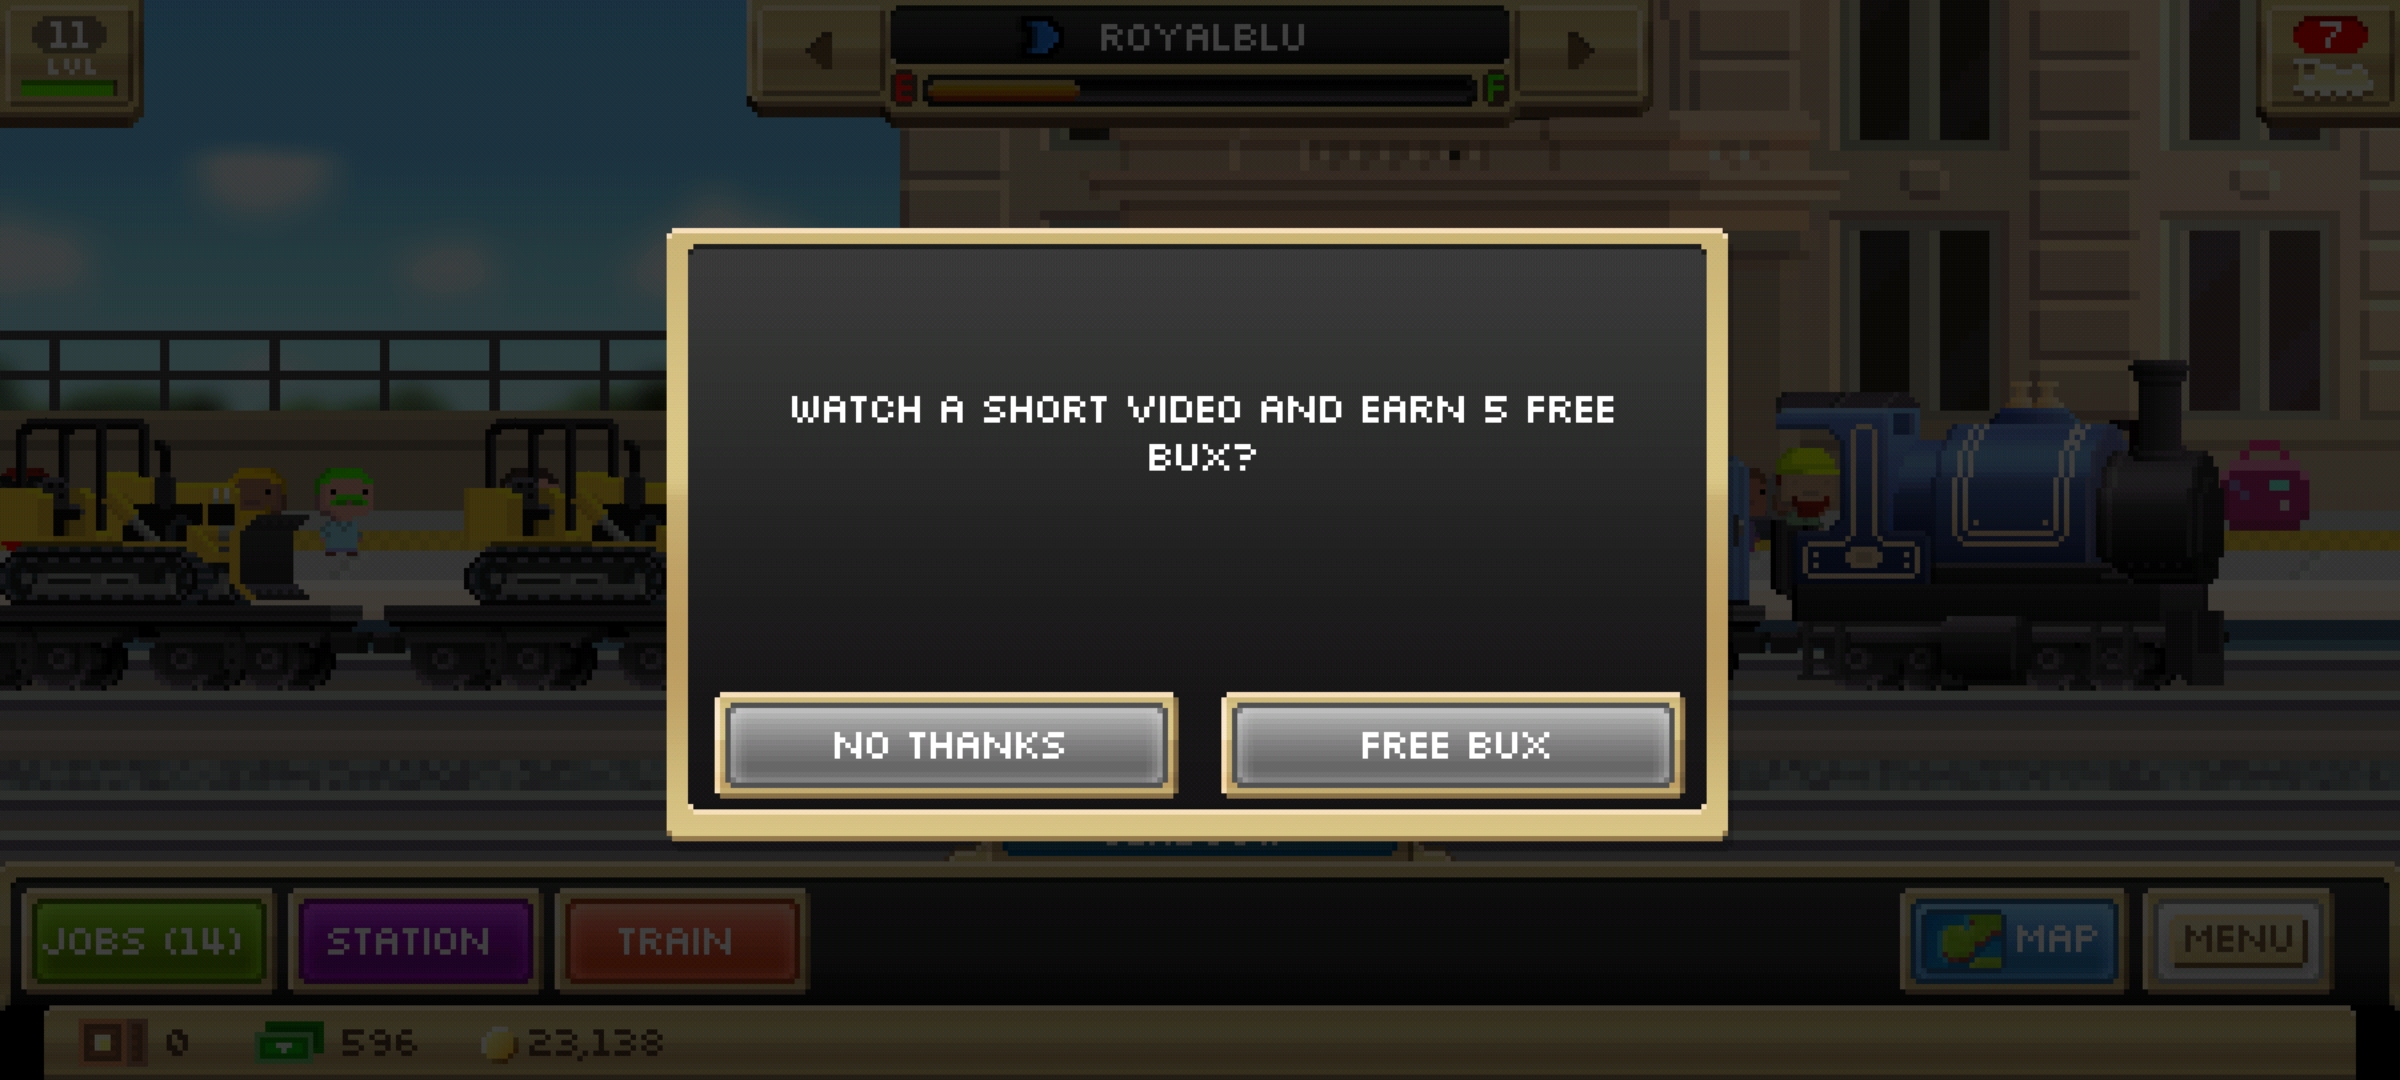 11
LVL
ROYALBLU
E
F
7
WATCH A SHORT VIDEO AND EARN 5 FREE
BUX?
NO THANKS
FREE BUX
JOBS (14)
STATION
TRAIN
MAP
MENU
0
596
23,138